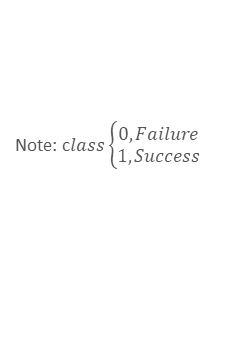 Note: class { 0, Failure
1, Success